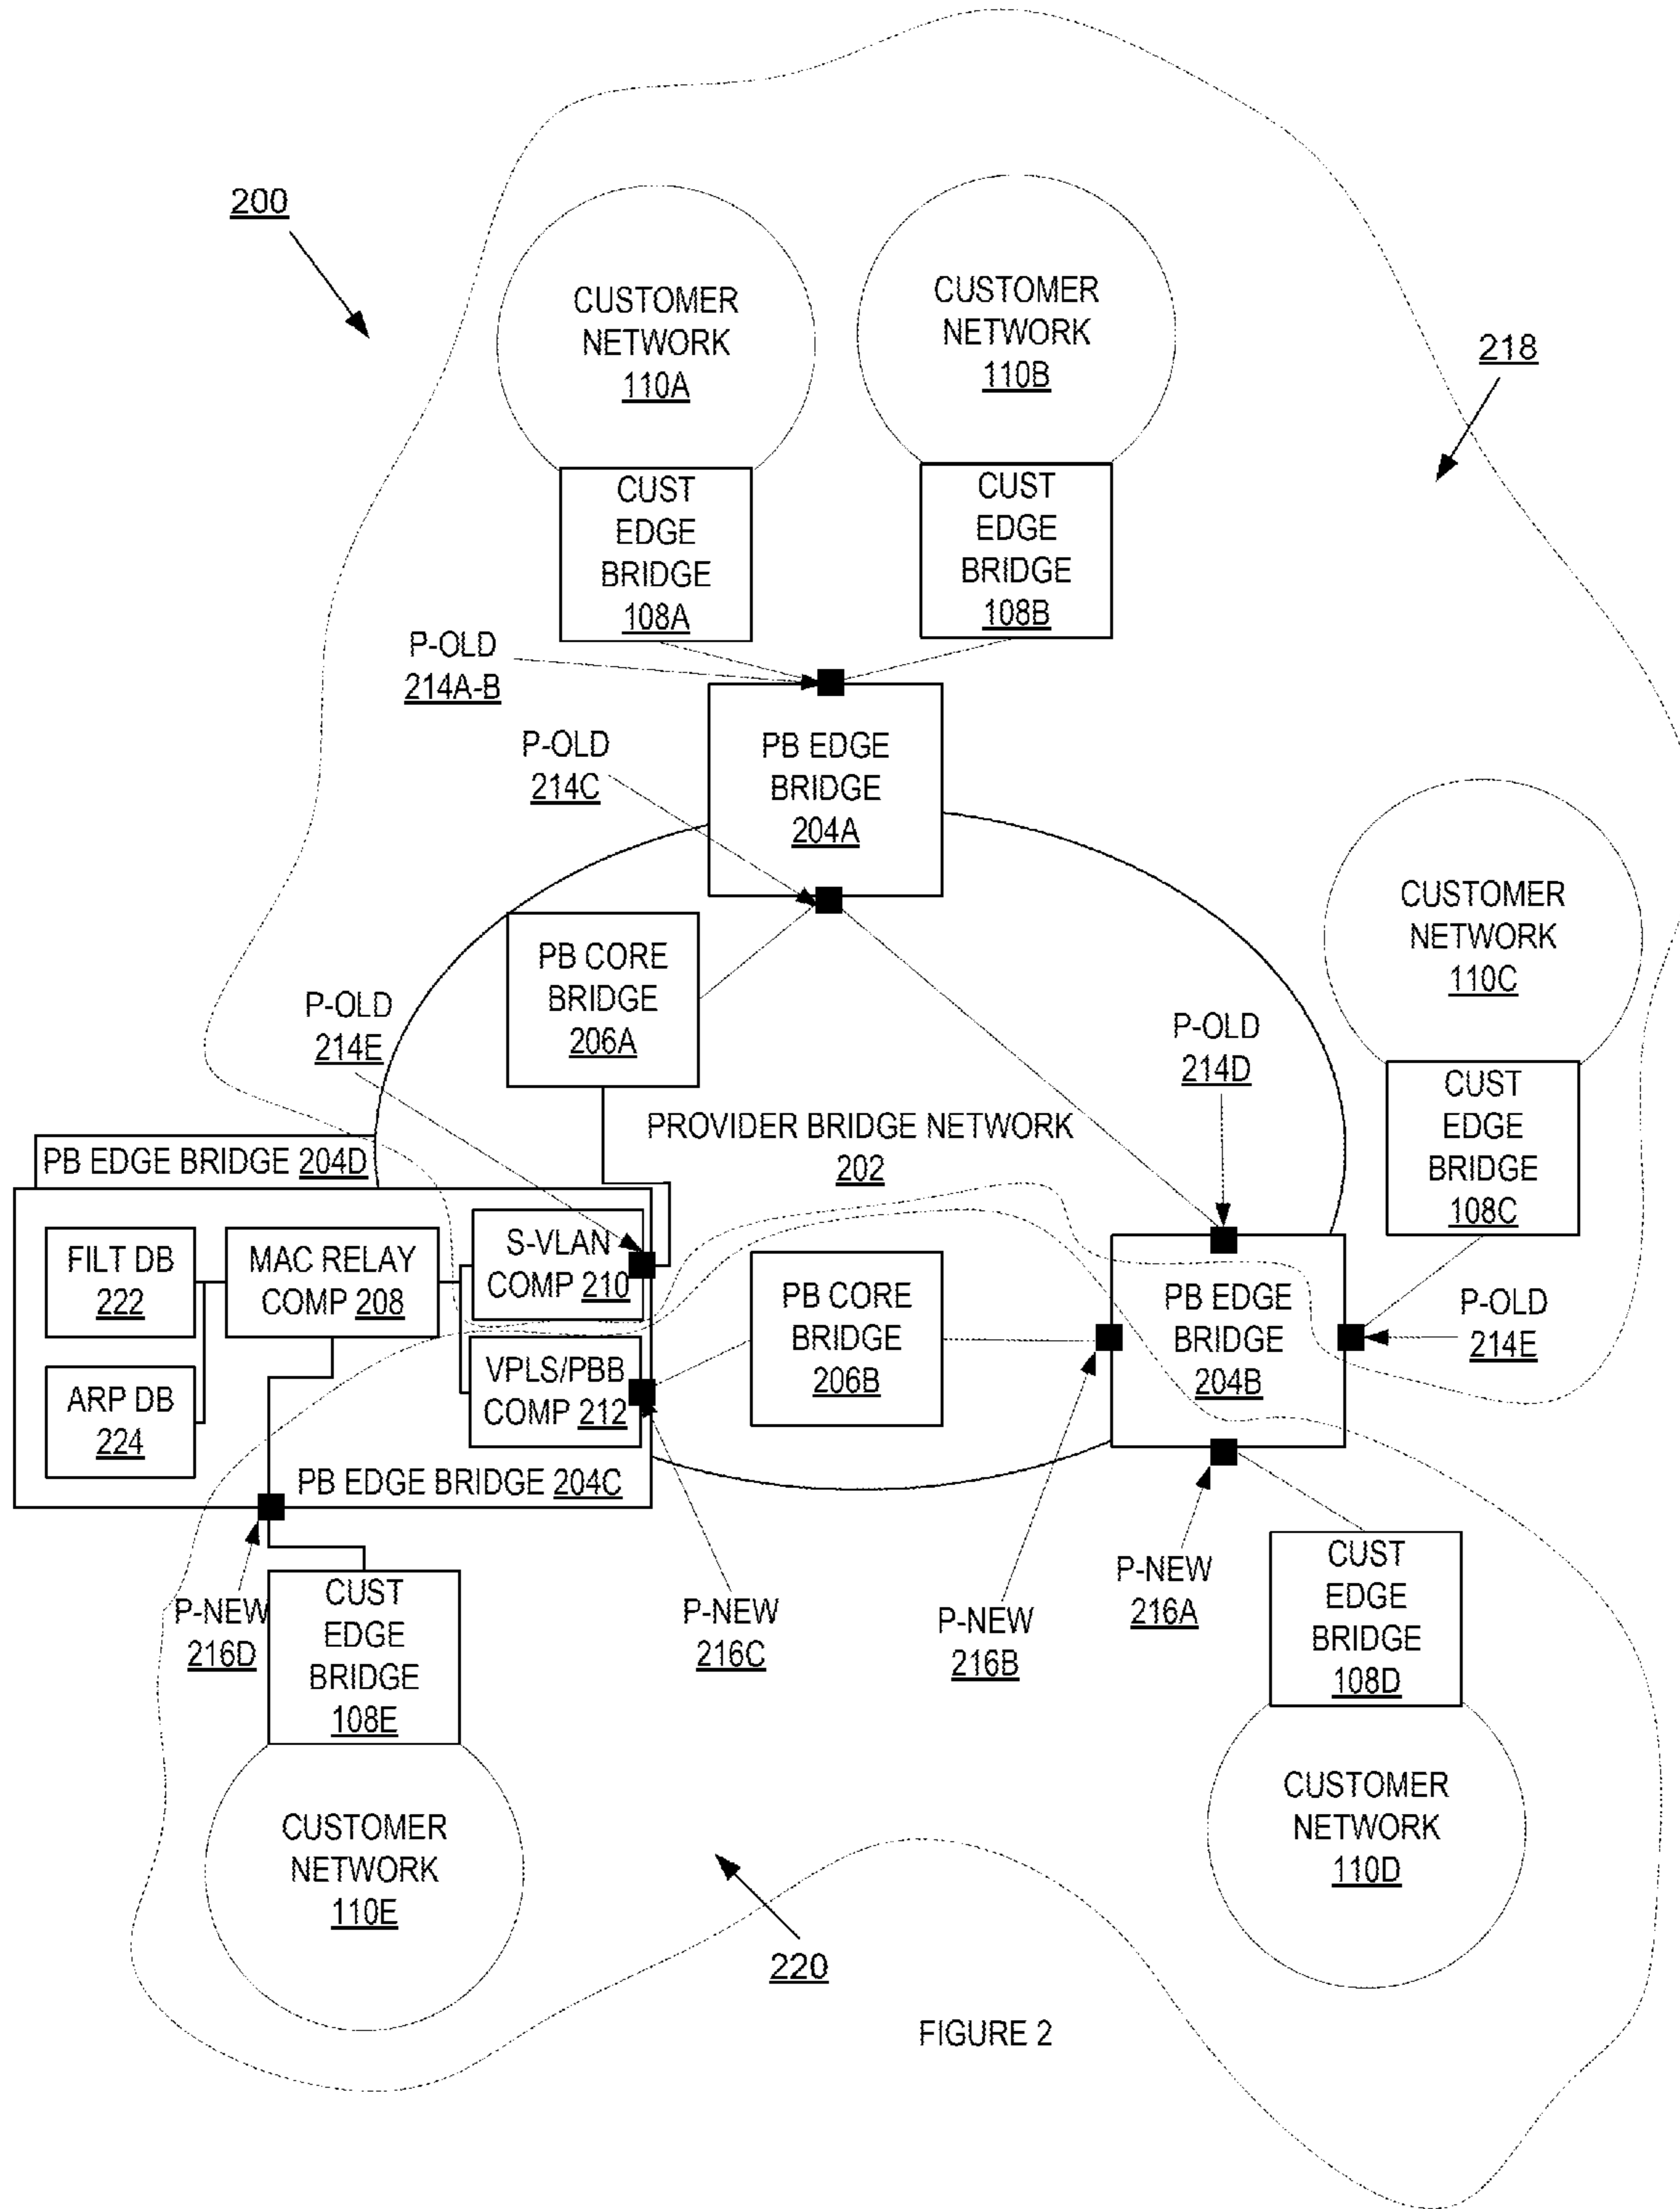 200
CUSTOMER
NETWORK
110A
CUSTOMER
NETWORK
110B
218
CUST
EDGE
BRIDGE
108A
CUST
EDGE
BRIDGE
108B
P-OLD
214A-B
PB EDGE
BRIDGE
204A
P-OLD
214C
CUSTOMER
NETWORK
110C
PB CORE
BRIDGE
206A
P-OLD
214E
P-OLD
214D
CUST
EDGE
BRIDGE
108C
PROVIDER BRIDGE NETWORK
202
PB EDGE BRIDGE 204D
FILT DB
222
MAC RELAY
COMP 208
S-VLAN
COMP 210
ARP DB
224
VPLS/PBB
COMP 212
PB EDGE BRIDGE 204C
PB CORE
BRIDGE
206B
PB EDGE
BRIDGE
204B
P-OLD
214E
P-NEW
216D
CUST
EDGE
BRIDGE
108E
P-NEW
216C
P-NEW
216B
P-NEW
216A
CUST
EDGE
BRIDGE
108D
CUSTOMER
NETWORK
110E
CUSTOMER
NETWORK
110D
220
FIGURE 2